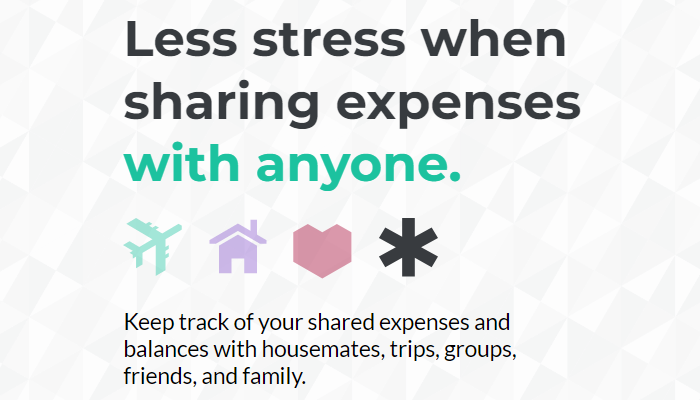 Less stress when
sharing expenses
with anyone.
Keep track of your shared expenses and
balances with housemates, trips, groups,
friends, and family.